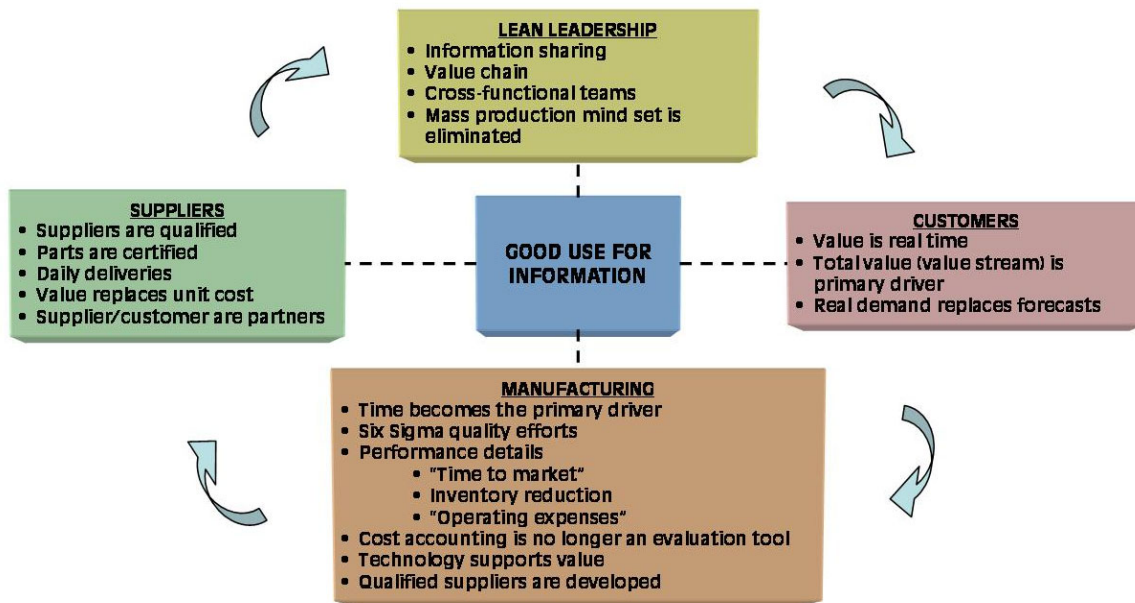 LEAN LEADERSHIP
• Information sharing
• Value chain
• Cross-functional teams
• Mass production mind set is
eliminated
SUPPLIERS
• Suppliers are qualified
• Parts are certified
• Daily deliveries
• Value replaces unit cost
• Supplier/customer are partners
GOOD USE FOR
INFORMATION
CUSTOMERS
• Value is real time
• Total value (value stream) is
primary driver
• Real demand replaces forecasts
MANUFACTURING
• Time becomes the primary driver
• Six Sigma quality efforts
• Performance details
• "Time to market"
• Inventory reduction
• "Operating expenses"
• Cost accounting is no longer an evaluation tool
• Technology supports value
• Qualified suppliers are developed